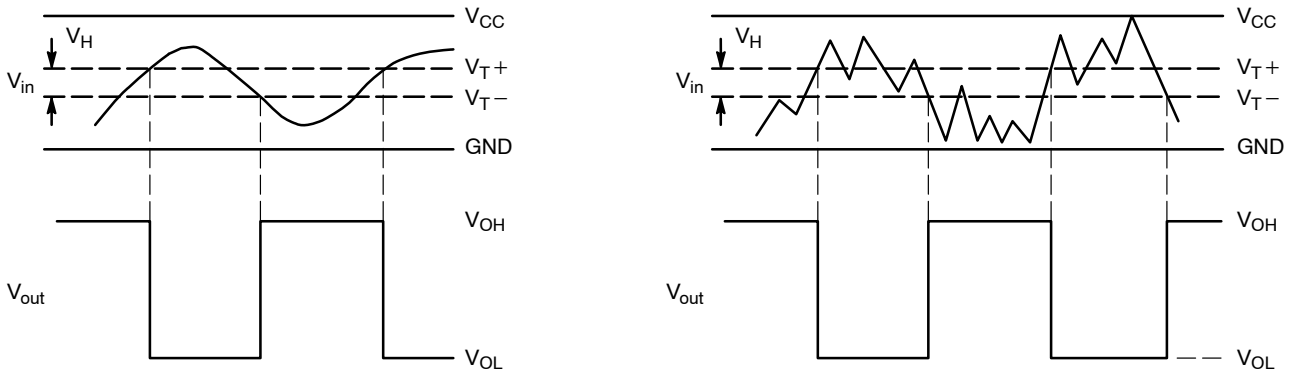 V_CC
V_H
V_T+
V_in
V_T−
GND
V_OH
V_out
V_OL
V_CC
V_H
V_T+
V_in
V_T−
GND
V_OH
V_out
V_OL